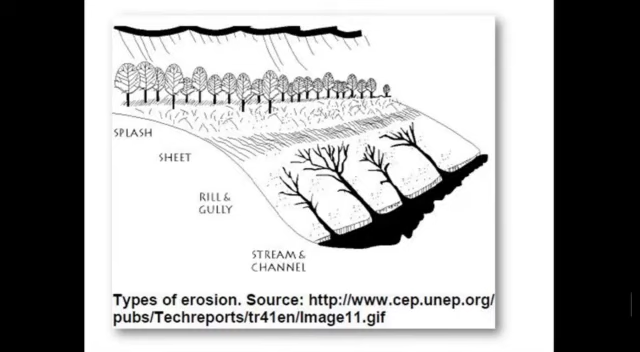 SPLASH
SHEET
RILL &
GULLY
STREAM &
CHANNEL
Types of erosion. Source: http://www.cep.unep.org/
pubs/Techreports/tr41en/Image11.gif